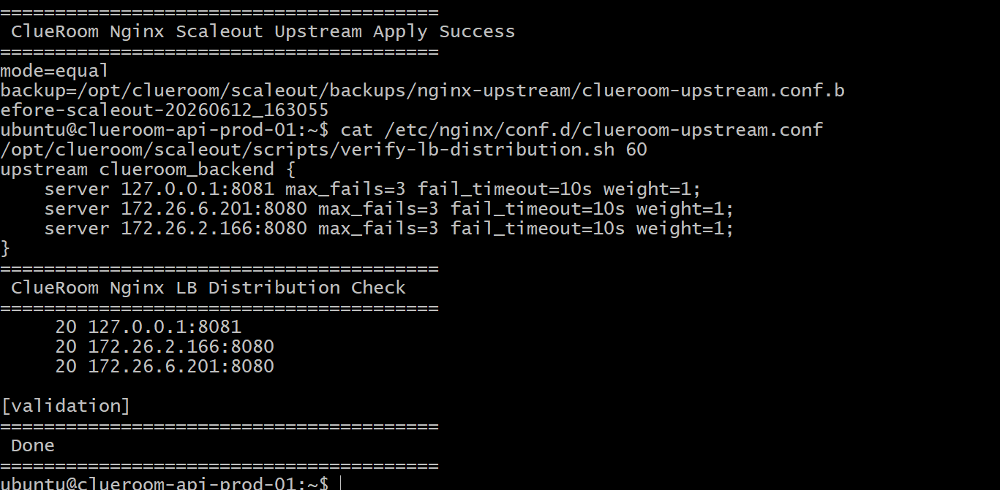 ========================================
 ClueRoom Nginx Scaleout Upstream Apply Success
========================================
mode=equal
backup=/opt/clueroom/scaleout/backups/nginx-upstream/clueroom-upstream.conf.b
efore-scaleout-20260612_163055
ubuntu@clueroom-api-prod-01:~$ cat /etc/nginx/conf.d/clueroom-upstream.conf
/opt/clueroom/scaleout/scripts/verify-lb-distribution.sh 60
upstream clueroom_backend {
    server 127.0.0.1:8081 max_fails=3 fail_timeout=10s weight=1;
    server 172.26.6.201:8080 max_fails=3 fail_timeout=10s weight=1;
    server 172.26.2.166:8080 max_fails=3 fail_timeout=10s weight=1;
}
========================================
 ClueRoom Nginx LB Distribution Check
========================================
     20 127.0.0.1:8081
     20 172.26.2.166:8080
     20 172.26.6.201:8080

[validation]
========================================
 Done
========================================
ubuntu@clueroom-api-prod-01:~$